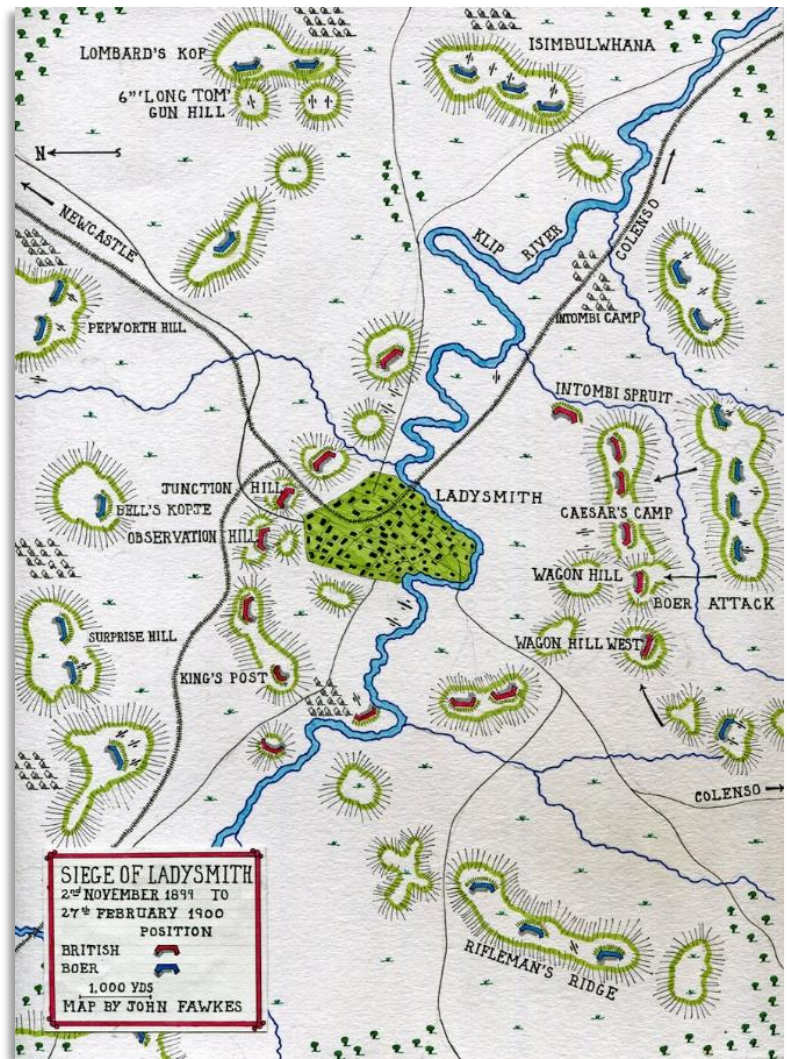 LOMBARD'S KOP
ISIMBULWHANA
6"'LONG TOM'
GUN HILL
N
NEWCASTLE
KLIP RIVER
COLENSO
PEPWORTH HILL
INTOMBI CAMP
INTOMBI SPRUIT
JUNCTION HILL
LADYSMITH
BELL'S KOPJE
CAESAR'S CAMP
OBSERVATION HILL
WAGON HILL
BOER ATTACK
SURPRISE HILL
WAGON HILL WEST
KING'S POST
COLENSO
SIEGE OF LADYSMITH
2nd NOVEMBER 1899 TO
27th FEBRUARY 1900
POSITION
BRITISH
BOER
1,000 YDS
MAP BY JOHN FAWKES
RIFLEMAN'S RIDGE